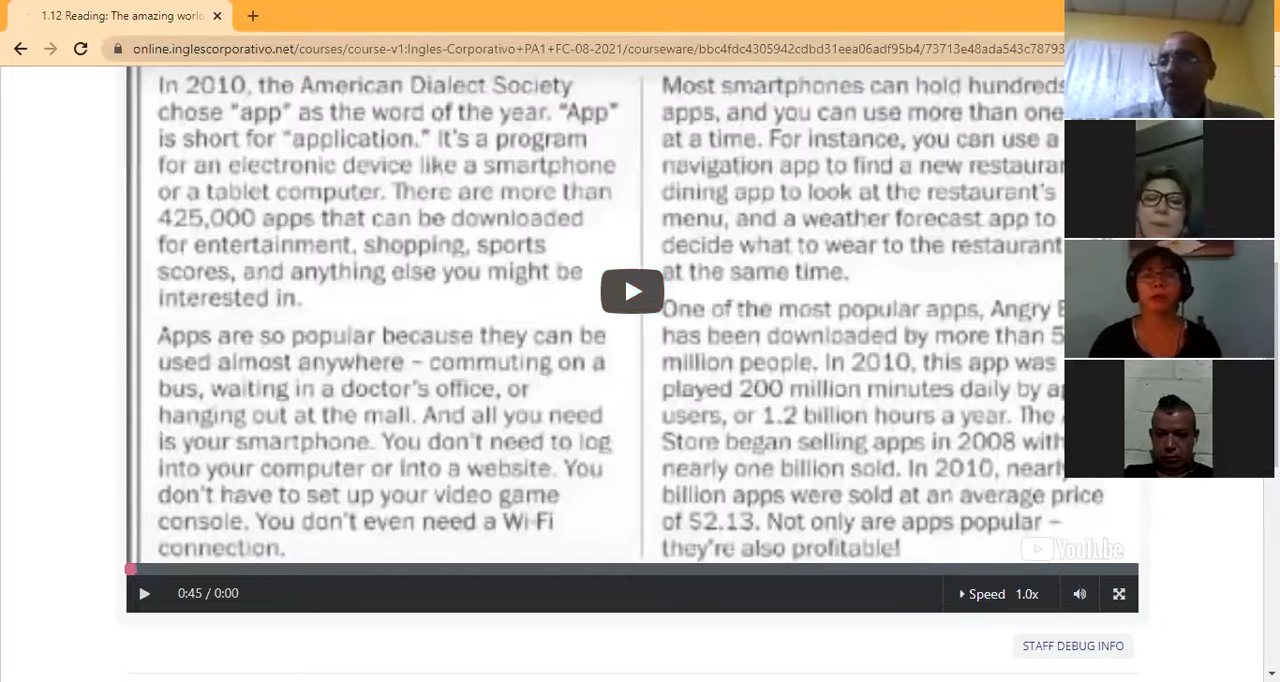 1.12 Reading: The amazing worl
online.inglescorporativo.net/courses/course-v1:Ingles-Corporativo+PA1+FC-08-2021/courseware/bbc4fdc4305942cdbd31eea06adf95b4/73713e48ada543c78793
In 2010, the American Dialect Society
chose "app" as the word of the year. "App"
is short for "application." It's a program
for an electronic device like a smartphone
or a tablet computer. There are more than
425,000 apps that can be downloaded
for entertainment, shopping, sports
scores, and anything else you might be
interested in.
Apps are so popular because they can be
used almost anywhere – commuting on a
bus, waiting in a doctor's office, or
hanging out at the mall. And all you need
is your smartphone. You don't need to log
into your computer or into a website. You
don't have to set up your video game
console. You don't even need a Wi-Fi
connection.
Most smartphones can hold hundreds
apps, and you can use more than one
at a time. For instance, you can use a
navigation app to find a new restaura
dining app to look at the restaurant's
menu, and a weather forecast app to
decide what to wear to the restaurant
at the same time.
One of the most popular apps, Angry
has been downloaded by more than 5
million people. In 2010, this app was
played 200 million minutes daily by
users, or 1.2 billion hours a year. The
Store began selling apps in 2008 with
nearly one billion sold. In 2010, nearl
billion apps were sold at an average price
of $2.13. Not only are apps popular –
they're also profitable!
YouTube
0:45 / 0:00
Speed 1.0x
STAFF DEBUG INFO